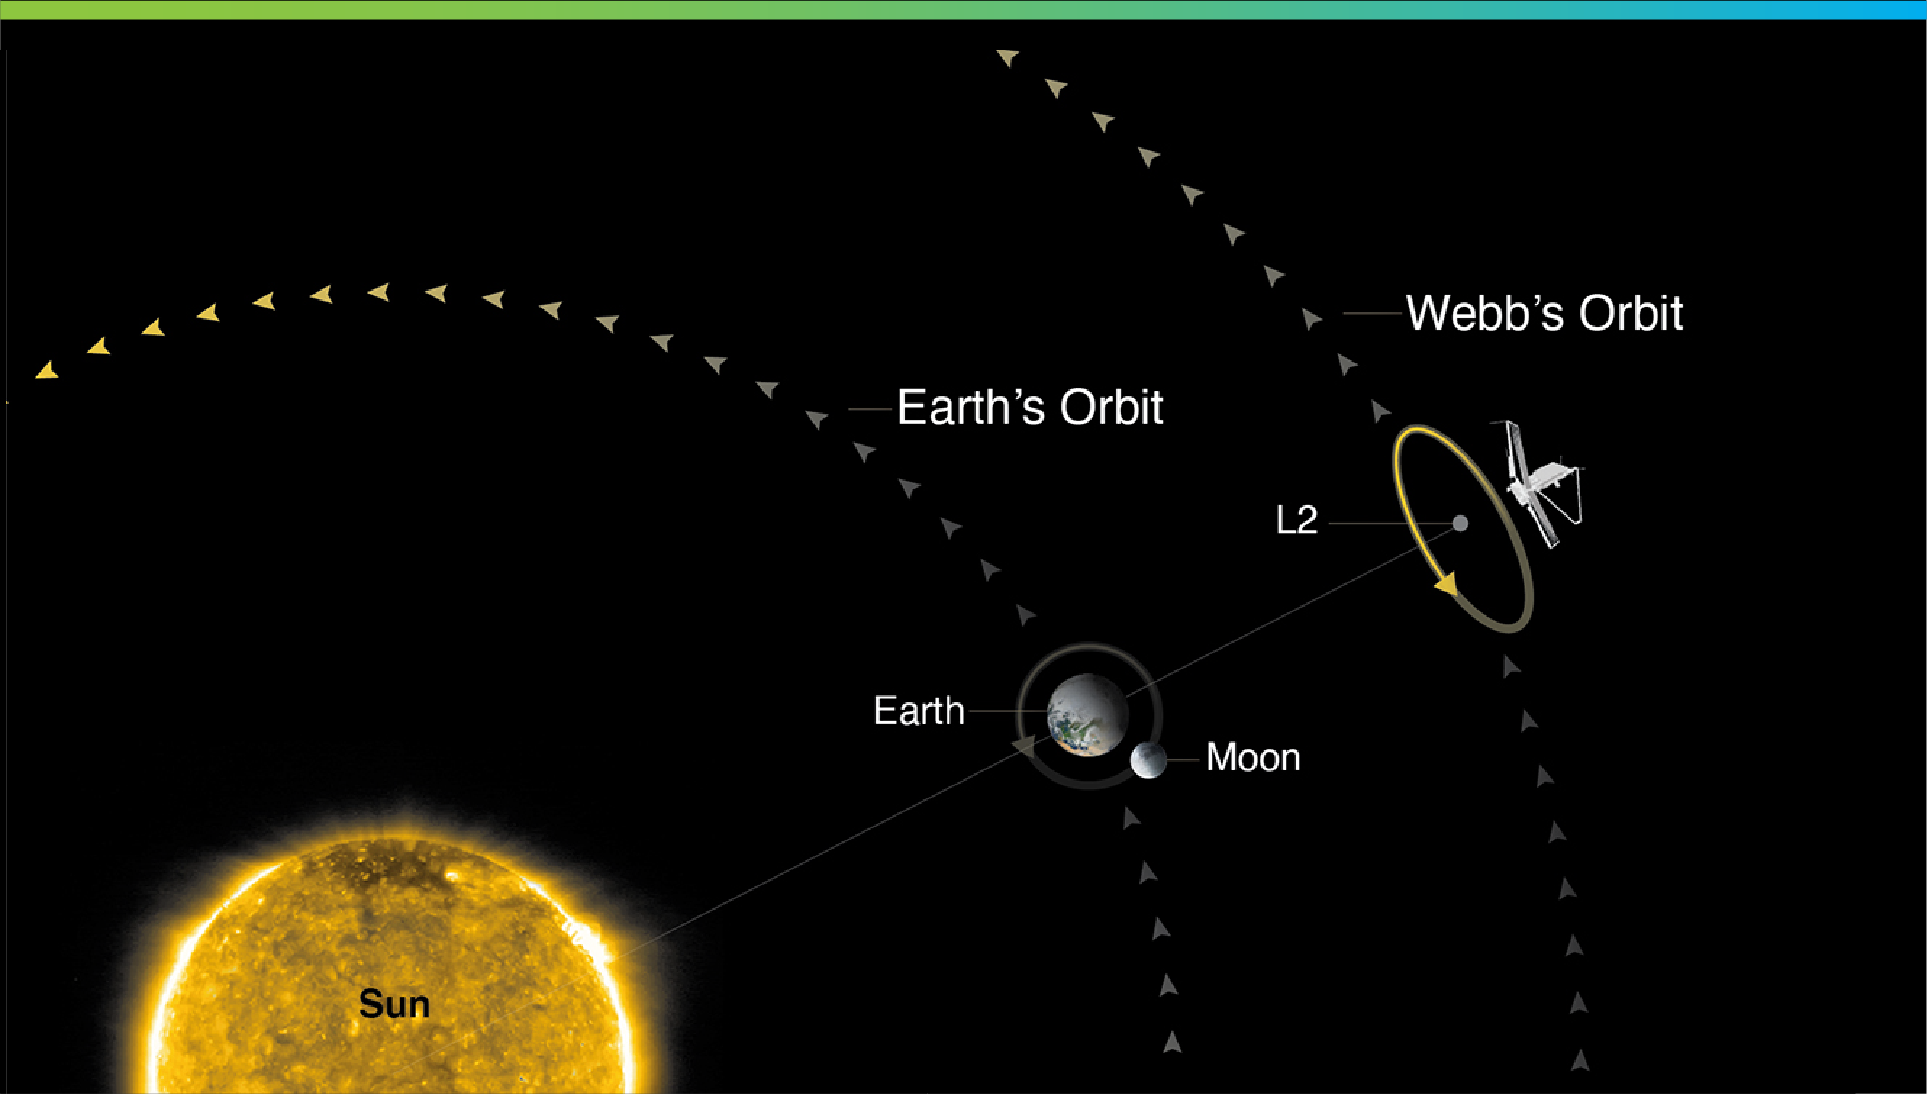 Webb’s Orbit
Earth’s Orbit
L2
Earth
Moon
Sun